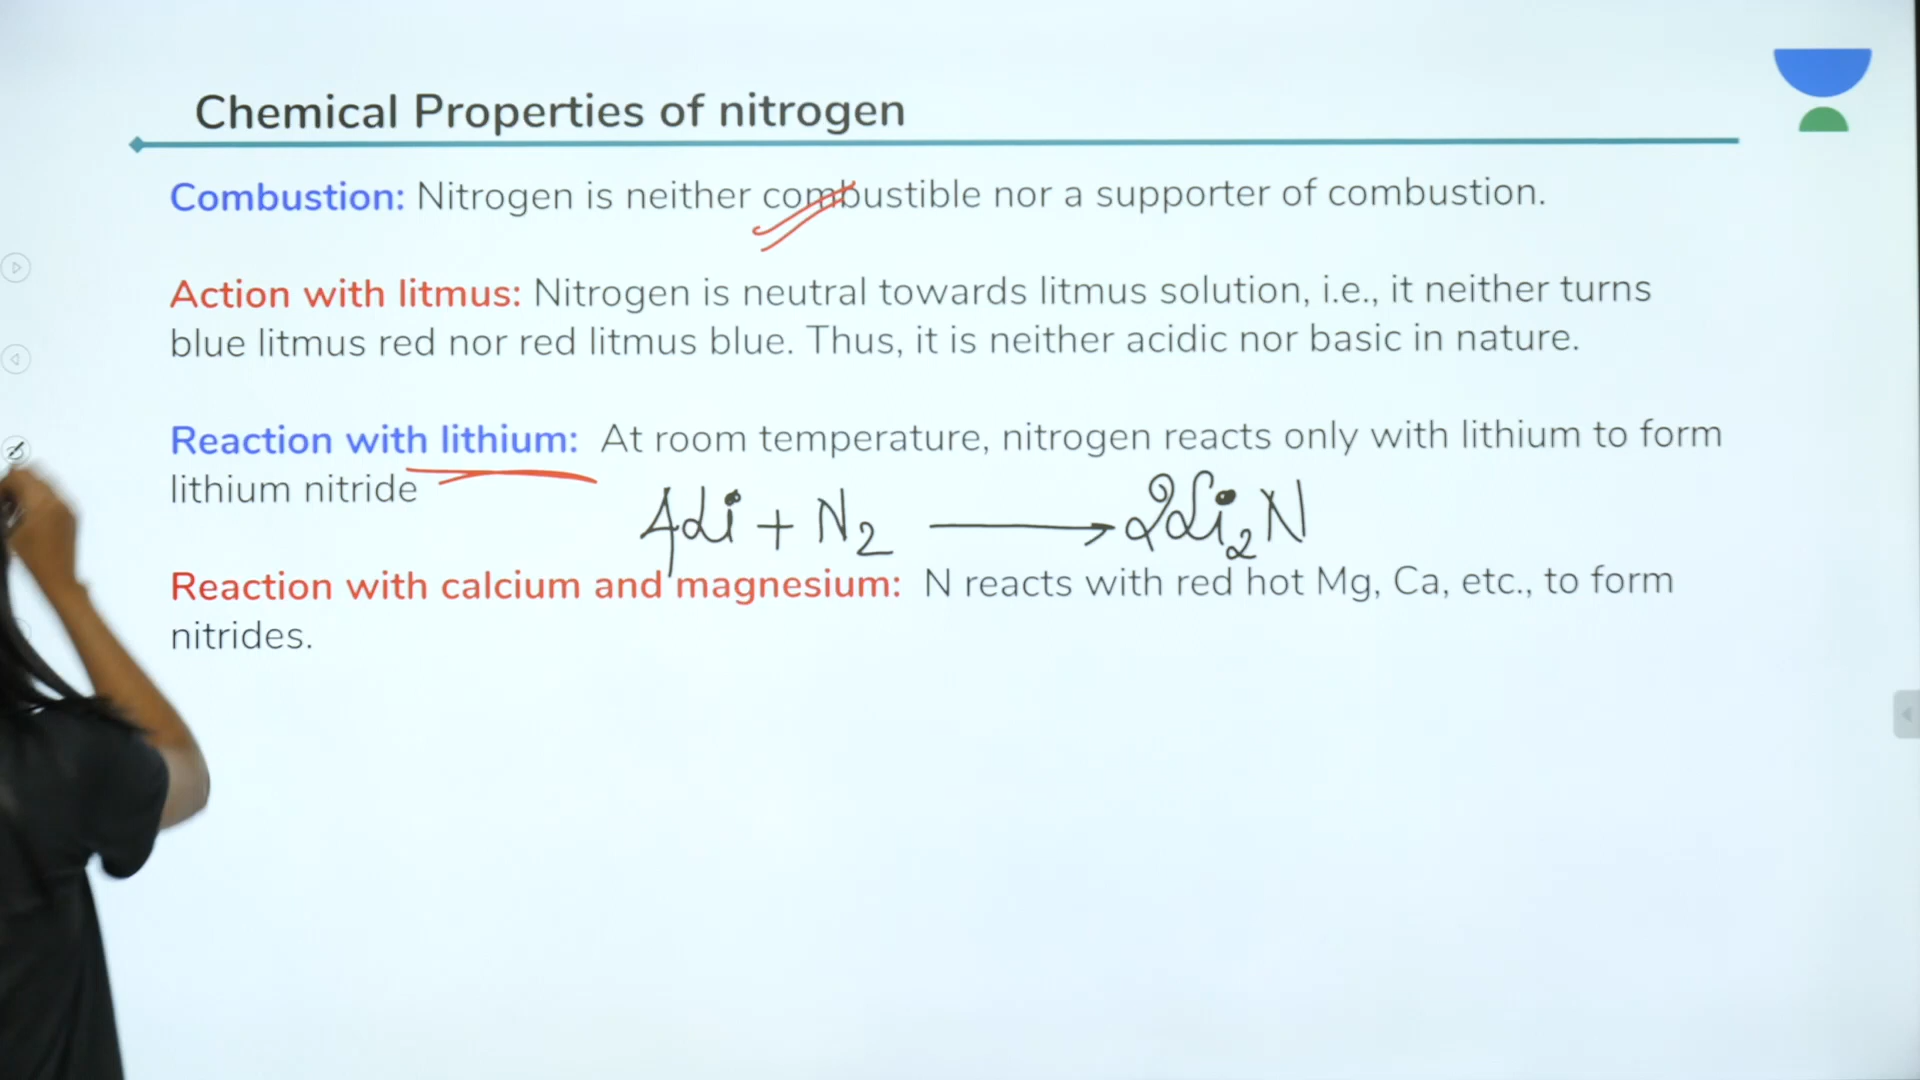 Chemical Properties of nitrogen
Combustion: Nitrogen is neither combustible nor a supporter of combustion.
Action with litmus: Nitrogen is neutral towards litmus solution, i.e., it neither turns
blue litmus red nor red litmus blue. Thus, it is neither acidic nor basic in nature.
Reaction with lithium: At room temperature, nitrogen reacts only with lithium to form
lithium nitride
4Li + N2 → 2Li2N
Reaction with calcium and magnesium: N reacts with red hot Mg, Ca, etc., to form
nitrides.